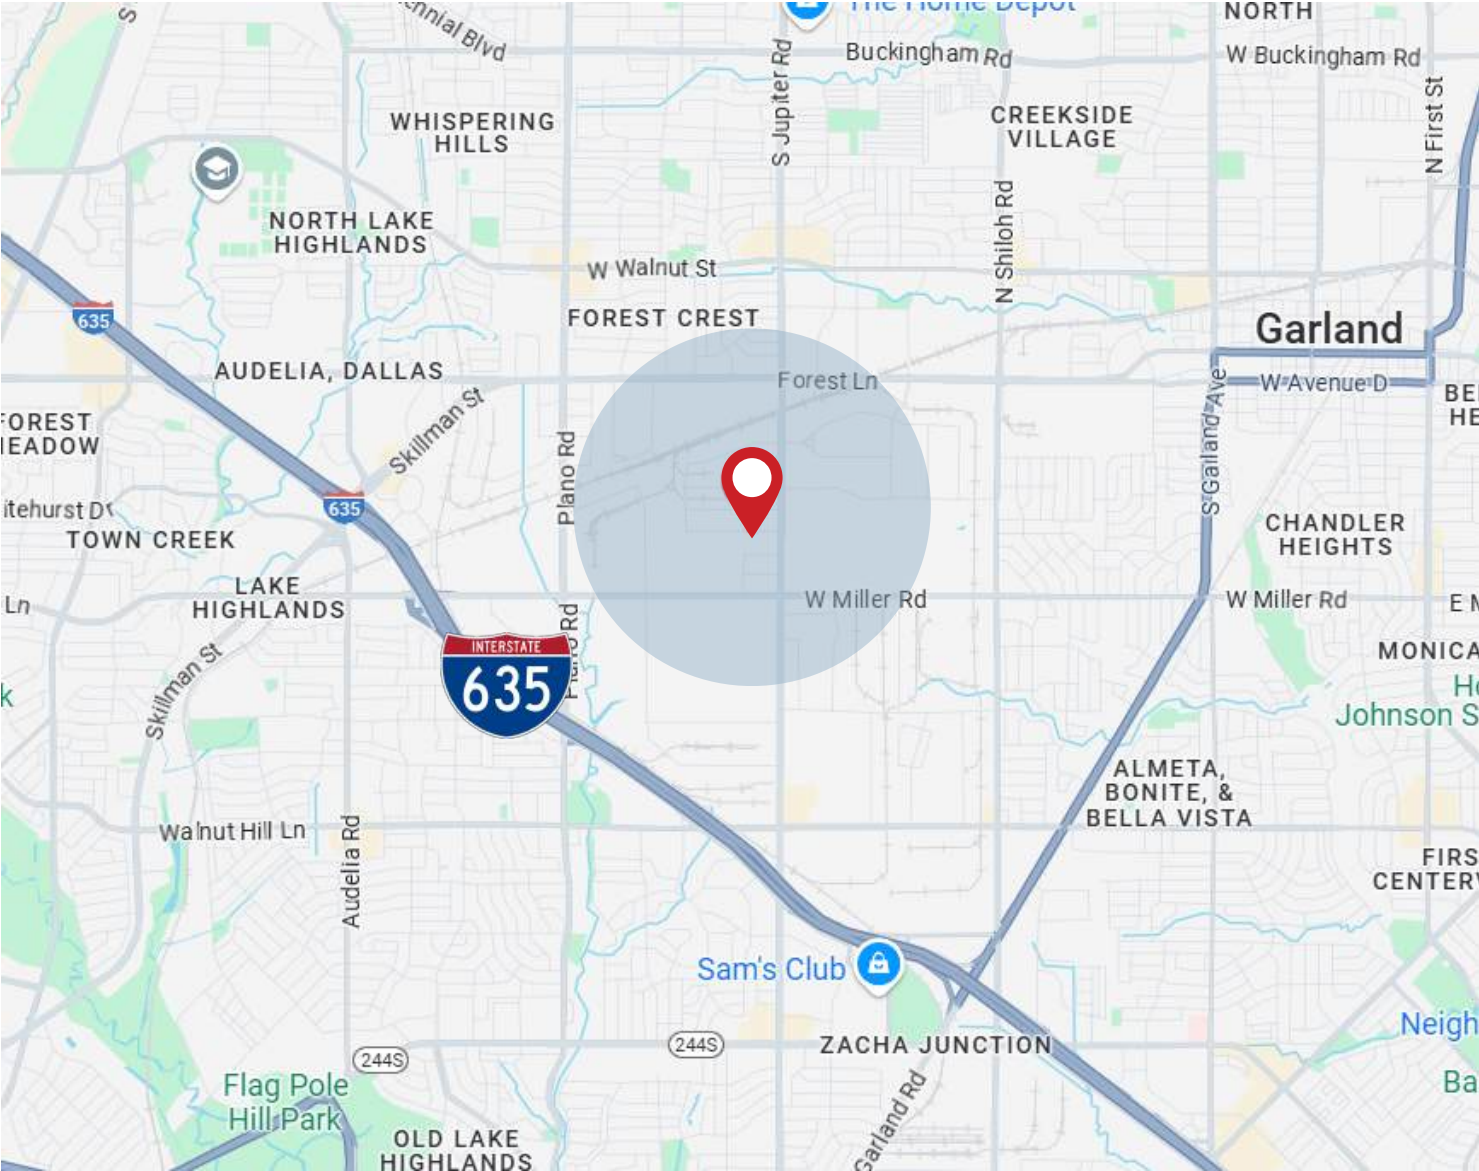 The Home Depot
NORTH
Buckingham Rd
W Buckingham Rd
S Jupiter Rd
N First St
WHISPERING
HILLS
CREEKSIDE
VILLAGE
NORTH LAKE
HIGHLANDS
N Shiloh Rd
W Walnut St
635
FOREST CREST
Garland
AUDELIA, DALLAS
Forest Ln
W Avenue D
Skillman St
S Garland Ave
Plano Rd
635
CHANDLER
HEIGHTS
TOWN CREEK
LAKE
HIGHLANDS
Ln
W Miller Rd
W Miller Rd
INTERSTATE
635
Plano Rd
Skillman St
ALMETA,
BONITE, &
BELLA VISTA
Walnut Hill Ln
Audelia Rd
Sam's Club
244S
244S
ZACHA JUNCTION
Flag Pole
Hill Park
Garland Rd
OLD LAKE
HIGHLANDS